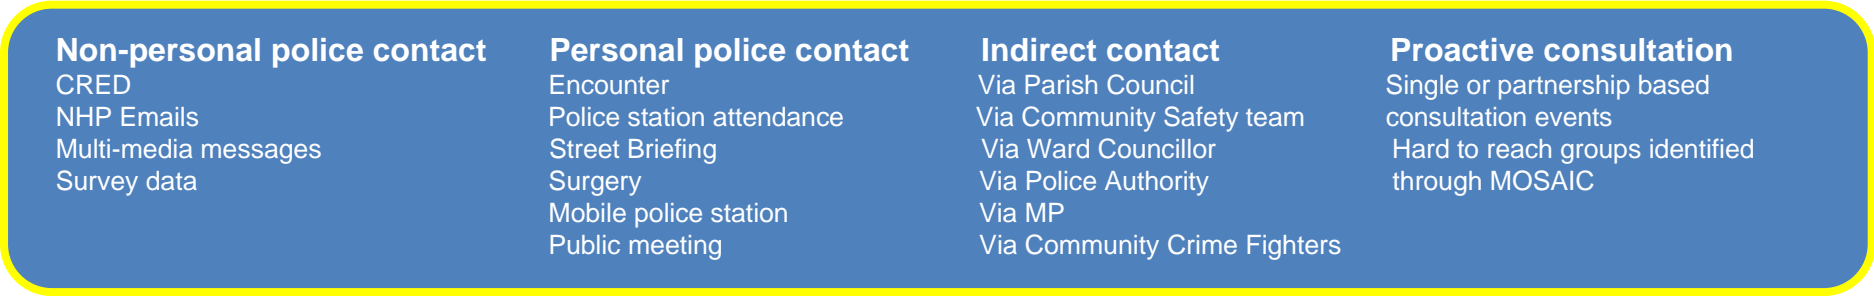 Non-personal police contact
CRED
NHP Emails
Multi-media messages
Survey data
Personal police contact
Encounter
Police station attendance
Street Briefing
Surgery
Mobile police station
Public meeting
Indirect contact
Via Parish Council
Via Community Safety team
Via Ward Councillor
Via Police Authority
Via MP
Via Community Crime Fighters
Proactive consultation
Single or partnership based
consultation events
Hard to reach groups identified
through MOSAIC